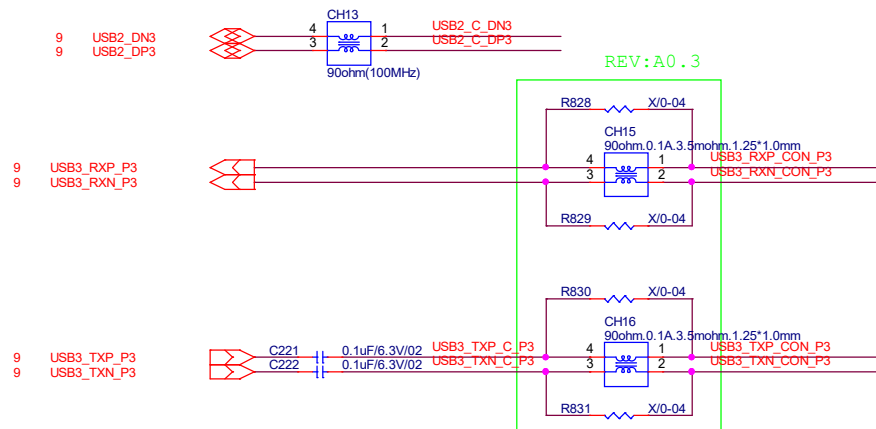 CH13
9 USB2_DN3 4 1 USB2_C_DN3
9 USB2_DP3 3 2 USB2_C_DP3
90ohm(100MHz)
REV:A0.3
R828 X/0-04
CH15
90ohm.0.1A.3.5mohm.1.25*1.0mm
9 USB3_RXP_P3 4 1 USB3_RXP_CON_P3
9 USB3_RXN_P3 3 2 USB3_RXN_CON_P3
R829 X/0-04
R830 X/0-04
CH16
90ohm.0.1A.3.5mohm.1.25*1.0mm
9 USB3_TXP_P3 C221 0.1uF/6.3V/02 USB3_TXP_C_P3 4 1 USB3_TXP_CON_P3
9 USB3_TXN_P3 C222 0.1uF/6.3V/02 USB3_TXN_C_P3 3 2 USB3_TXN_CON_P3
R831 X/0-04